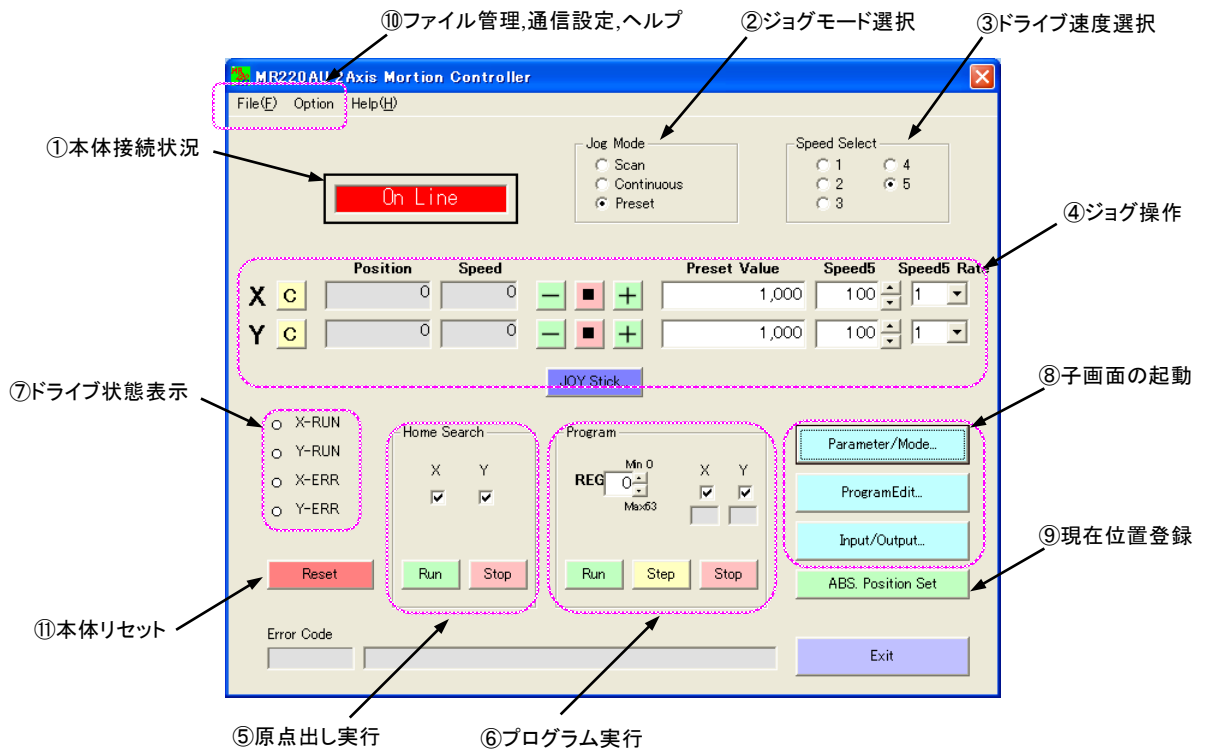 ⑩ファイル管理,通信設定,ヘルプ
②ジョグモード選択
③ドライブ速度選択
MR220AU 2Axis Mortion Controller
File(F) Option Help(H)
①本体接続状況
On Line
Jog Mode
Scan
Continuous
Preset
Speed Select
1 4
2 5
3
④ジョグ操作
Position Speed Preset Value Speed5 Speed5 Rate
X C 0 0 − ■ + 1,000 100 1
Y C 0 0 − ■ + 1,000 100 1
JOY Stick
⑦ドライブ状態表示
X-RUN
Y-RUN
X-ERR
Y-ERR
Home Search
X Y
Run Stop
Program
REG 0
Min 0
Max63
X Y
Run Step Stop
⑧子画面の起動
Parameter/Mode...
ProgramEdit...
Input/Output...
⑨現在位置登録
ABS. Position Set
Reset
⑪本体リセット
Error Code
Exit
⑤原点出し実行
⑥プログラム実行